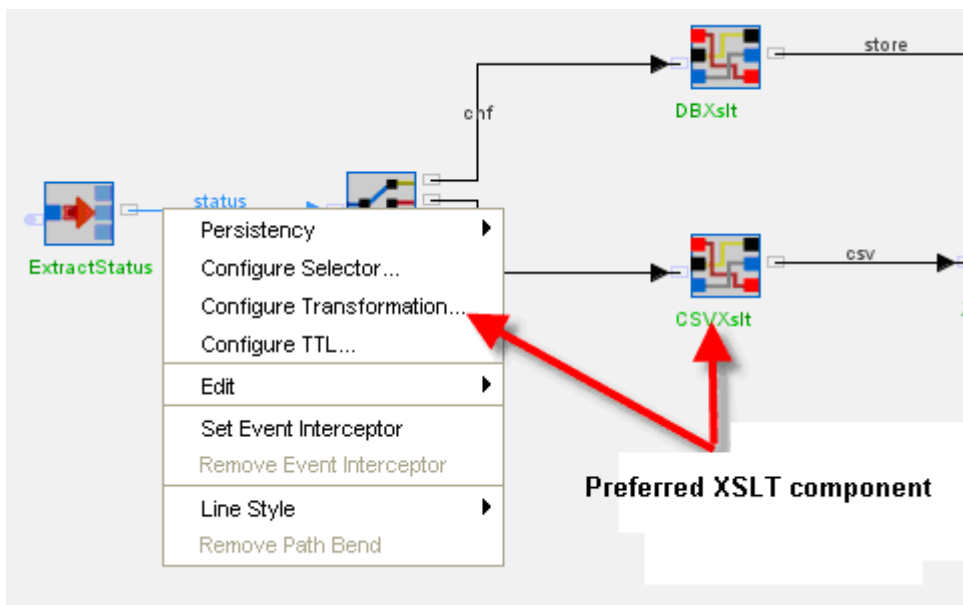 store
DBXslt
cnf
status
ExtractStatus
Persistency
Configure Selector...
Configure Transformation...
Configure TTL...
Edit
Set Event Interceptor
Remove Event Interceptor
Line Style
Remove Path Bend
csv
CSVXslt
Preferred XSLT component